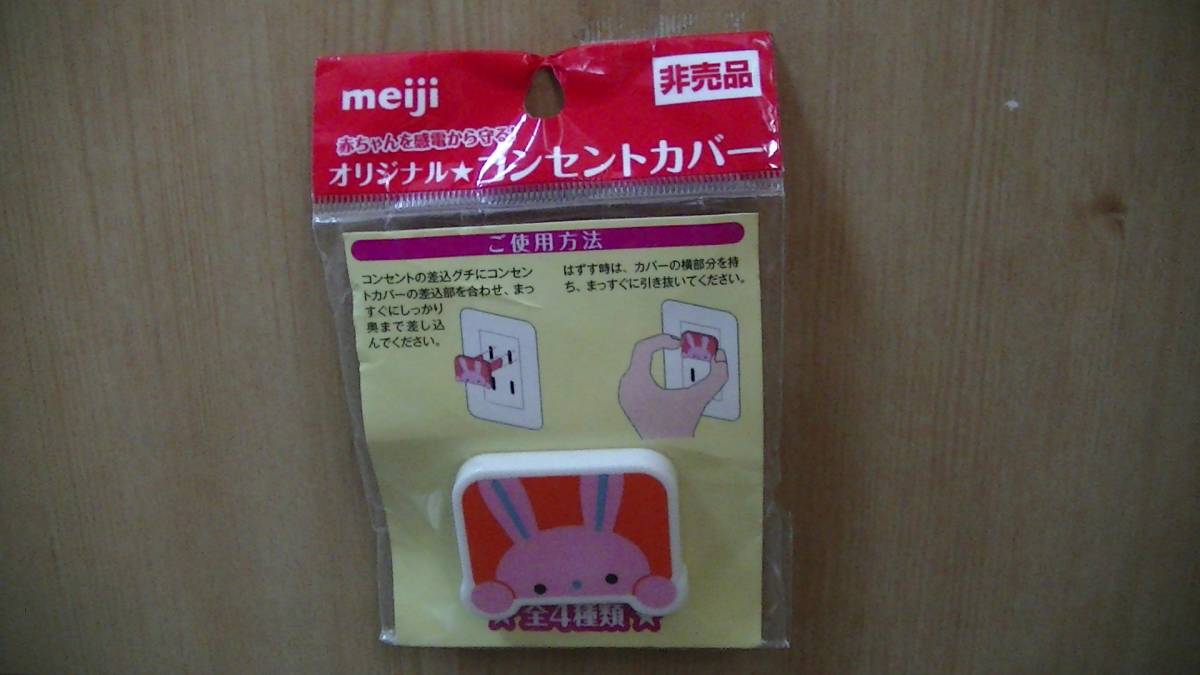 meiji
非売品
赤ちゃんを感電から守る!
オリジナル★コンセントカバー
ご使用方法
コンセントの差込グチにコンセン
トカバーの差込部を合わせ、まっ
すぐにしっかり
奥まで差し込
んでください。
はずす時は、カバーの横部分を持
ち、まっすぐに引き抜いてください。
★全4種類★